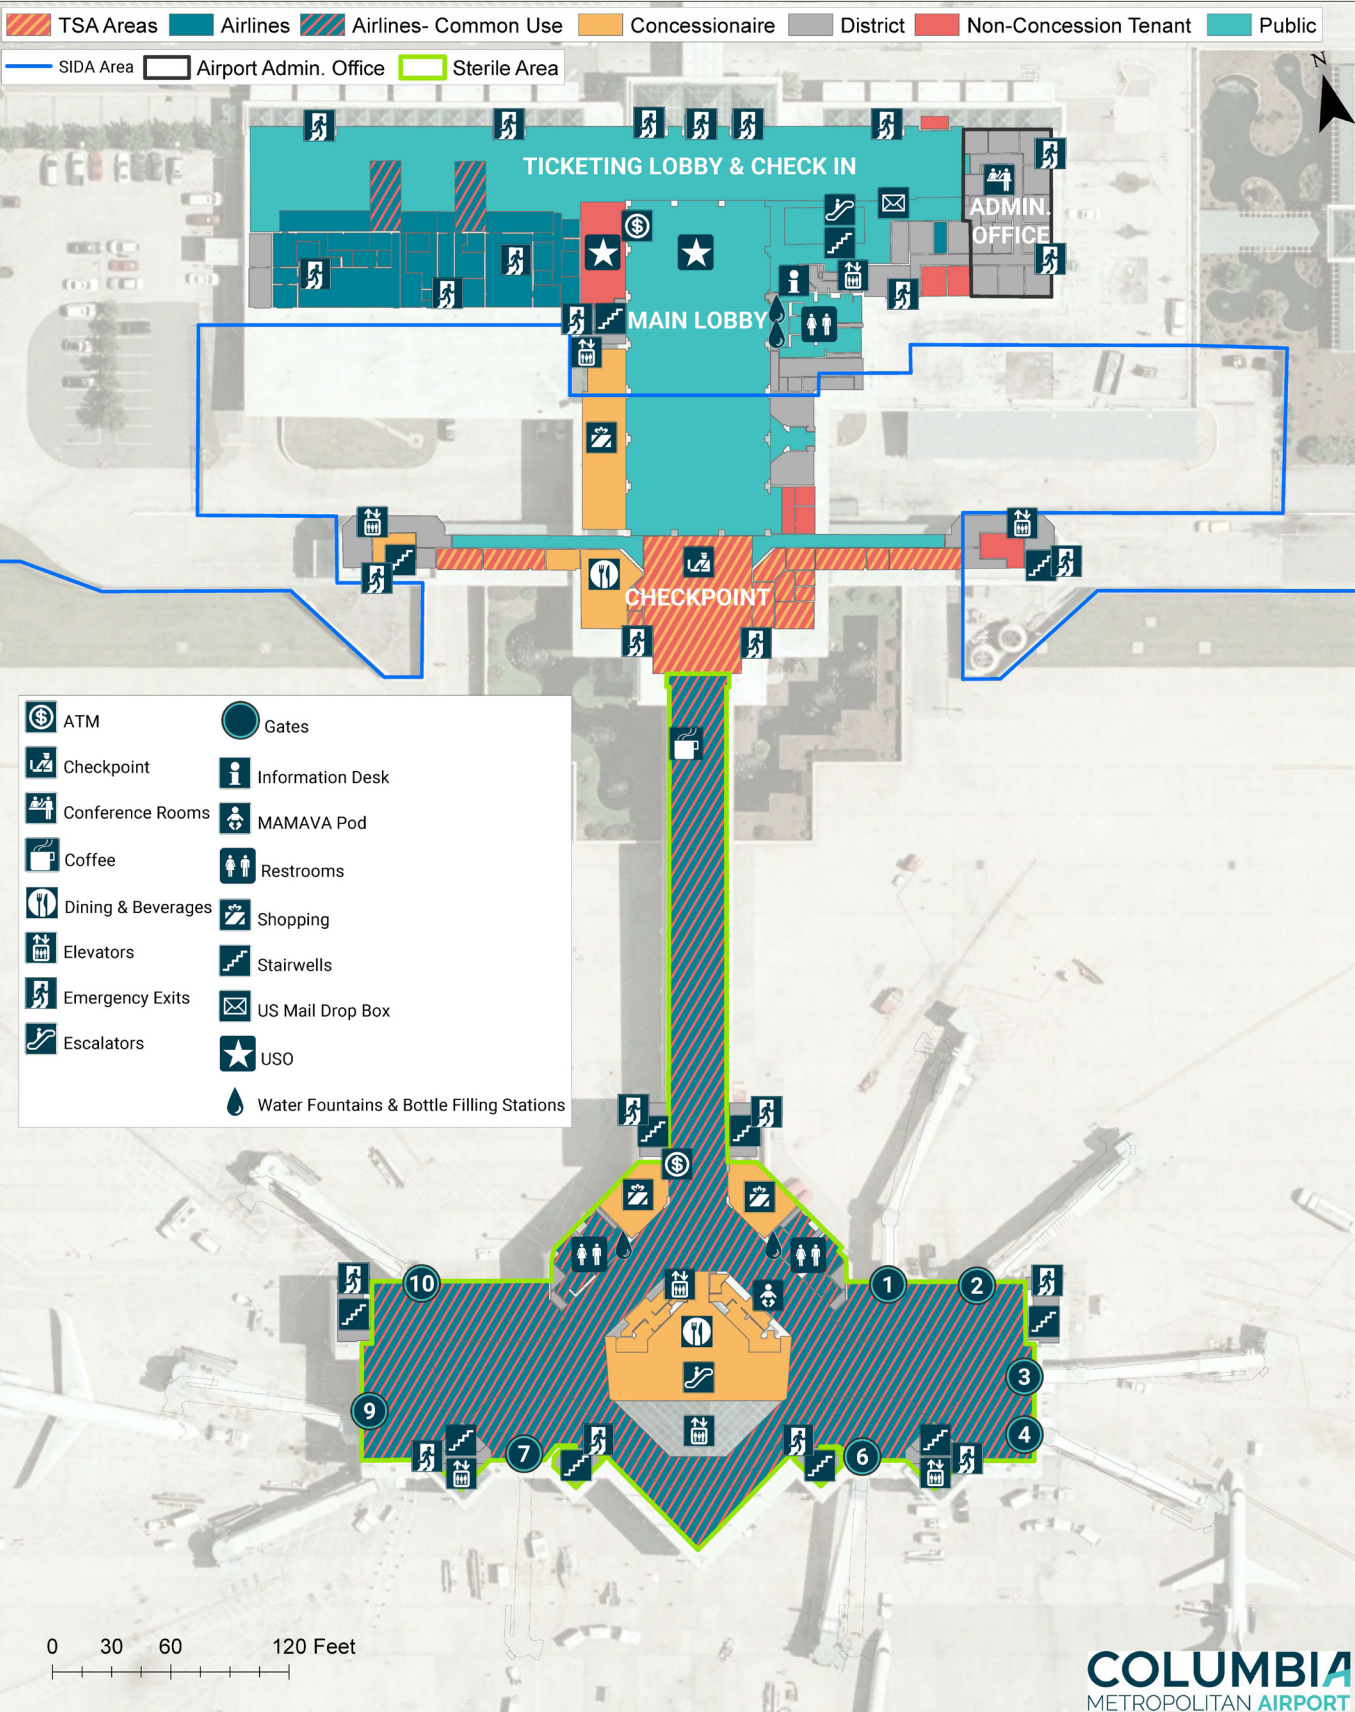 TSA Areas Airlines Airlines- Common Use Concessionaire District Non-Concession Tenant Public
SIDA Area Airport Admin. Office Sterile Area
N
TICKETING LOBBY & CHECK IN
ADMIN.
OFFICE
MAIN LOBBY
CHECKPOINT
ATM
Checkpoint
Conference Rooms
Coffee
Dining & Beverages
Elevators
Emergency Exits
Escalators
Gates
Information Desk
MAMAVA Pod
Restrooms
Shopping
Stairwells
US Mail Drop Box
USO
Water Fountains & Bottle Filling Stations
10
1
2
3
9
4
7
6
0 30 60 120 Feet
COLUMBIA
METROPOLITAN AIRPORT